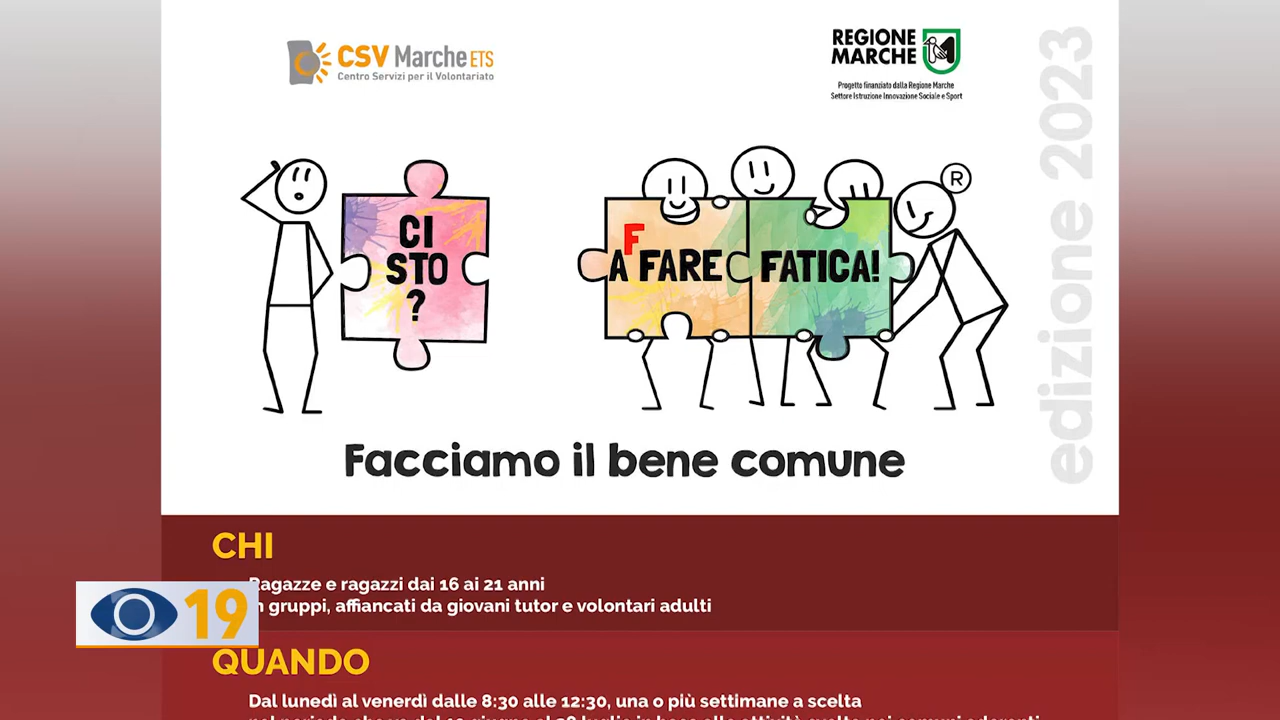 CSV Marche ETS
Centro Servizi per il Volontariato
REGIONE
MARCHE
Progetto finanziato dalla Regione Marche
Settore Istruzione Innovazione Sociale e Sport
edizione 2023
CI
STO
?
F
A FARE FATICA!
®
Facciamo il bene comune
CHI
Ragazze e ragazzi dai 16 ai 21 anni
in gruppi, affiancati da giovani tutor e volontari adulti
19
QUANDO
Dal lunedì al venerdì dalle 8:30 alle 12:30, una o più settimane a scelta